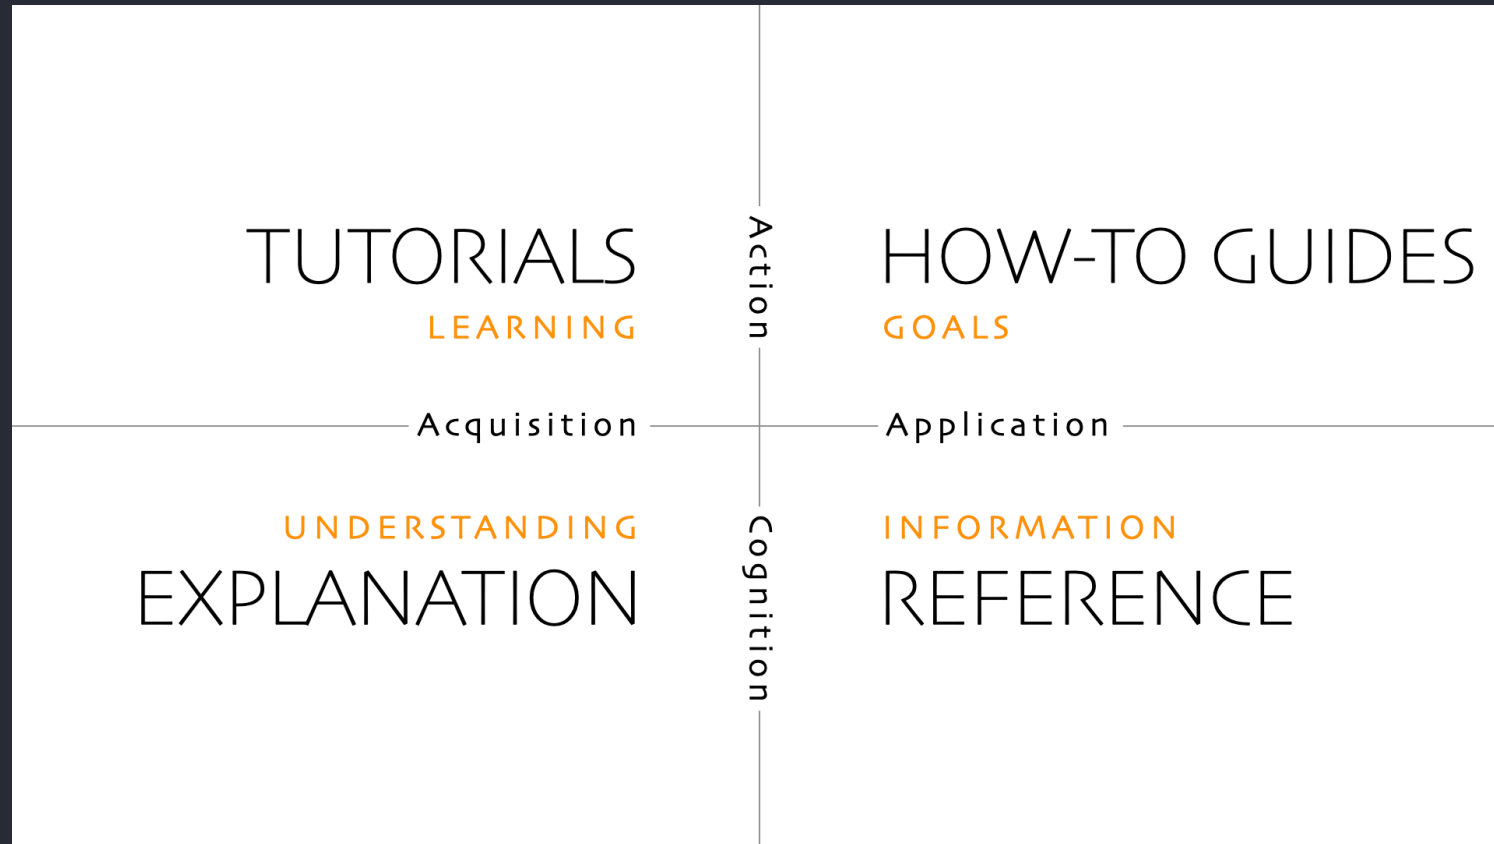 TUTORIALS
LEARNING
Action
HOW-TO GUIDES
GOALS
Acquisition
Application
UNDERSTANDING
EXPLANATION
Cognition
INFORMATION
REFERENCE